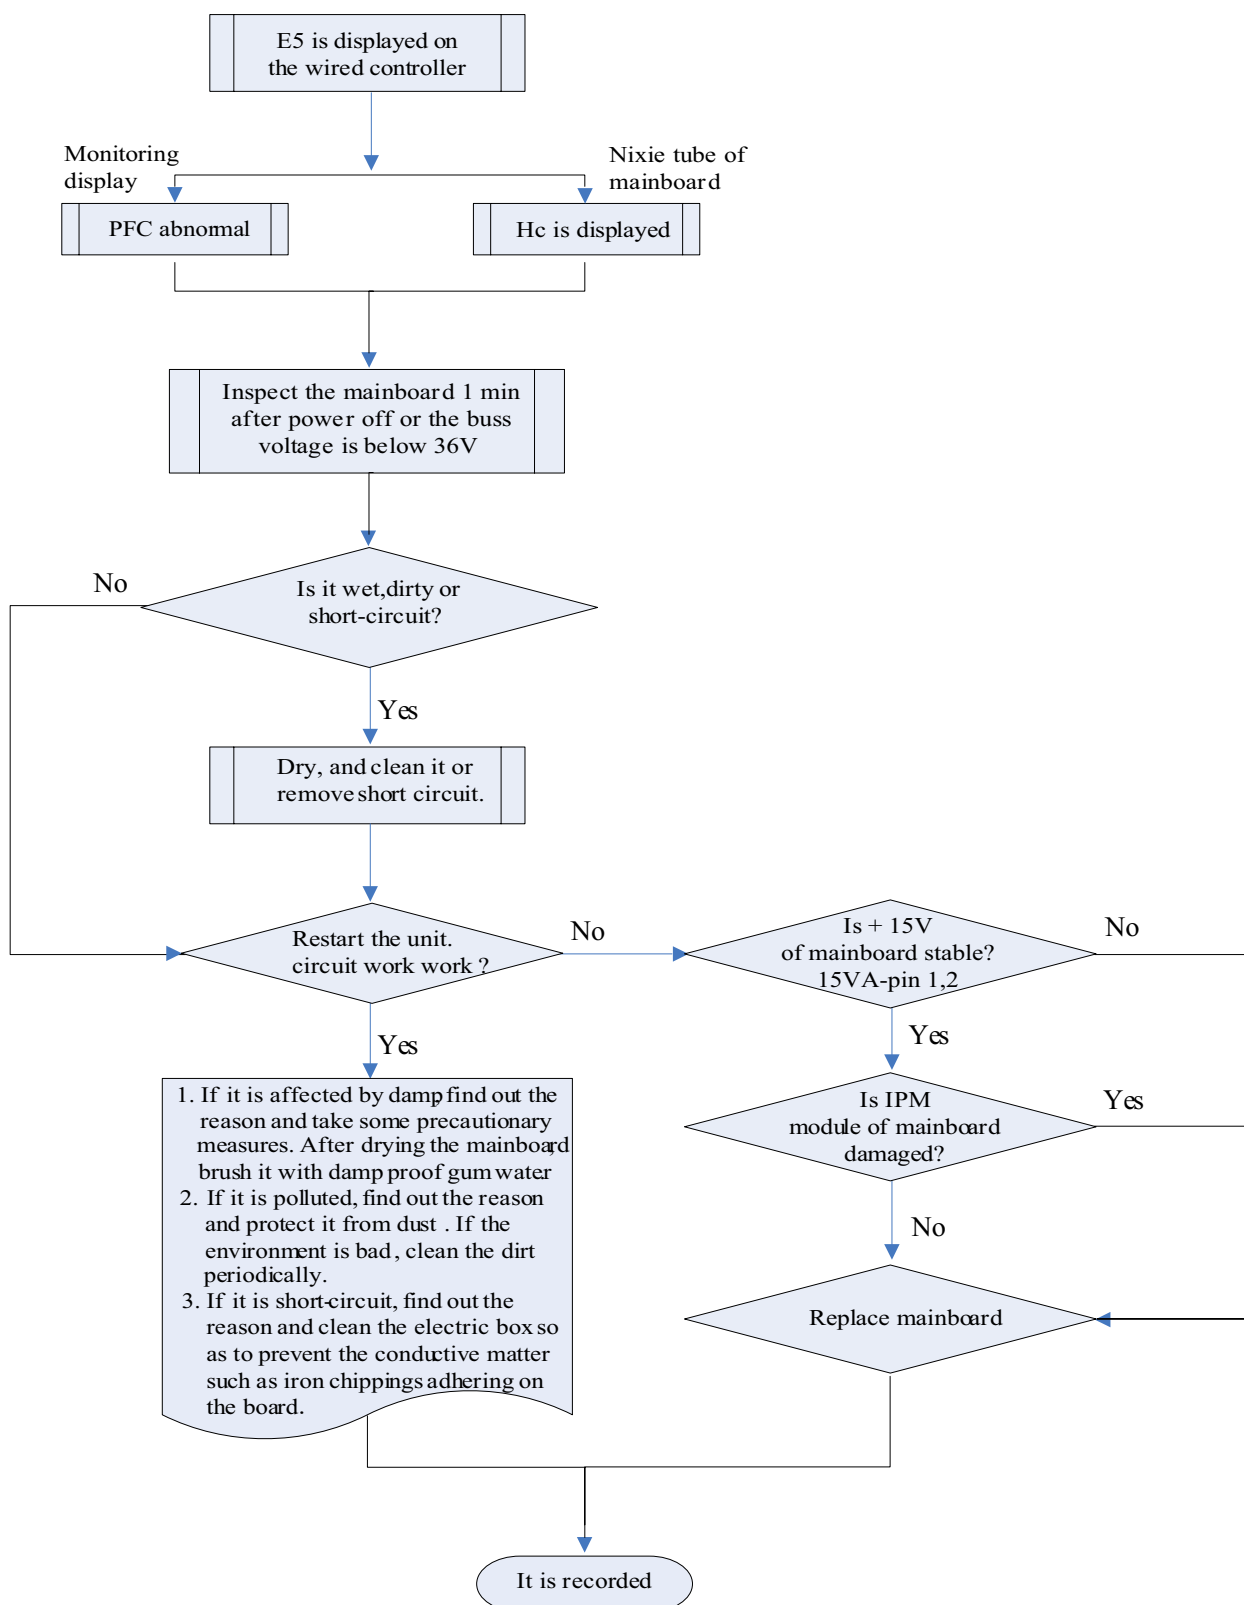 E5 is displayed on
the wired controller
Monitoring
display
Nixie tube of
mainboard
PFC abnormal
Hc is displayed
Inspect the mainboard 1 min
after power off or the buss
voltage is below 36V
No
Is it wet,dirty or
short-circuit?
Yes
Dry, and clean it or
remove short circuit.
Restart the unit.
circuit work work ?
No
Is + 15V
of mainboard stable?
15VA-pin 1,2
No
Yes
Yes
Is IPM
module of mainboard
damaged?
Yes
No
1. If it is affected by damp, find out the
reason and take some precautionary
measures. After drying the mainboard,
brush it with damp proof gum water.
2. If it is polluted, find out the reason
and protect it from dust . If the
environment is bad , clean the dirt
periodically.
3. If it is short-circuit, find out the
reason and clean the electric box so
as to prevent the conductive matter
such as iron chippings adhering on
the board.
Replace mainboard
It is recorded